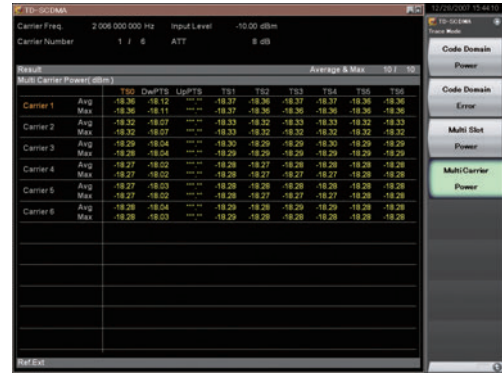 TD-SCDMA
12/28/2007 15:44:10
Carrier Freq. 2 006 000 000 Hz Input Level -10.00 dBm
Carrier Number 1 / 6 ATT 8 dB
Result Average & Max 10 / 10
Multi Carrier Power( dBm )
TS0 DwPTS UpPTS TS1 TS2 TS3 TS4 TS5 TS6
Carrier 1 Avg -18.36 -18.12 ***.** -18.37 -18.36 -18.37 -18.37 -18.36 -18.36
Max -18.36 -18.11 ***.** -18.36 -18.36 -18.36 -18.36 -18.36 -18.36
Carrier 2 Avg -18.32 -18.07 ***.** -18.33 -18.32 -18.33 -18.33 -18.32 -18.33
Max -18.32 -18.07 ***.** -18.33 -18.32 -18.32 -18.32 -18.32 -18.32
Carrier 3 Avg -18.29 -18.04 ***.** -18.30 -18.29 -18.29 -18.30 -18.29 -18.29
Max -18.28 -18.04 ***.** -18.29 -18.29 -18.29 -18.29 -18.29 -18.29
Carrier 4 Avg -18.27 -18.02 ***.** -18.28 -18.27 -18.28 -18.28 -18.28 -18.28
Max -18.27 -18.02 ***.** -18.28 -18.27 -18.28 -18.27 -18.27 -18.28
Carrier 5 Avg -18.27 -18.03 ***.** -18.28 -18.28 -18.28 -18.28 -18.28 -18.28
Max -18.27 -18.02 ***.** -18.28 -18.27 -18.28 -18.27 -18.28 -18.28
Carrier 6 Avg -18.28 -18.04 ***.** -18.29 -18.28 -18.29 -18.29 -18.28 -18.28
Max -18.28 -18.03 ***.** -18.29 -18.28 -18.28 -18.28 -18.28 -18.28
Ref.Ext
TD-SCDMA
Trace Mode
Code Domain
Power
Code Domain
Error
Multi Slot
Power
Multi Carrier
Power